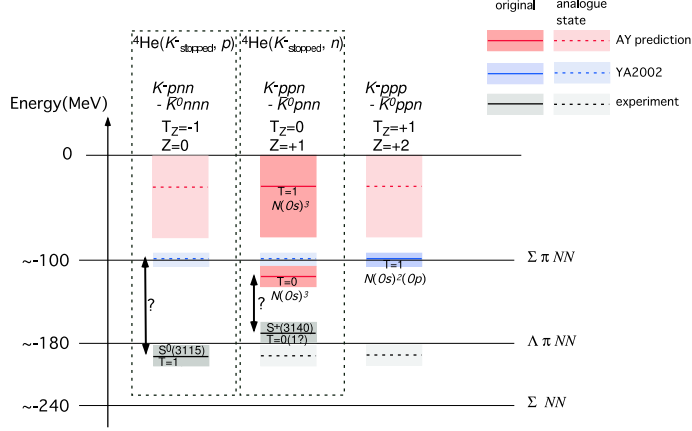 original analogue state
AY prediction
YA2002
experiment
⁴He(K⁻stopped, p) ⁴He(K⁻stopped, n)
K⁻pnn K⁻ppn K⁻ppp
- K̄⁰nnn - K̄⁰pnn - K̄⁰ppn
Energy(MeV)
T_Z=-1 T_Z=0 T_Z=+1
Z=0 Z=+1 Z=+2
0
T=1
N(0s)³
~-100 Σ π NN
T=1
N(0s)²(0p)
T=0
N(0s)³
? ?
S⁺(3140)
T=0(1?)
~-180 Λ π NN
S⁰(3115)
T=1
~-240 Σ NN